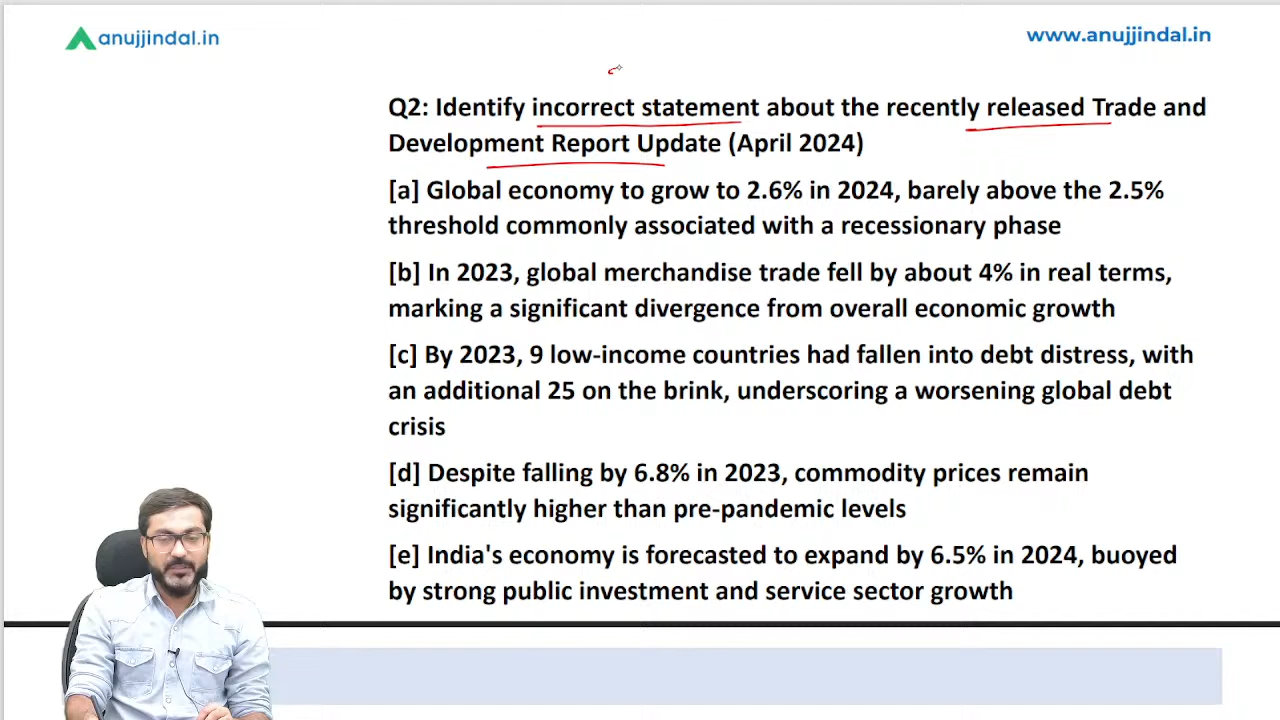 anujjindal.in
www.anujjindal.in
Q2: Identify incorrect statement about the recently released Trade and
Development Report Update (April 2024)
[a] Global economy to grow to 2.6% in 2024, barely above the 2.5%
threshold commonly associated with a recessionary phase
[b] In 2023, global merchandise trade fell by about 4% in real terms,
marking a significant divergence from overall economic growth
[c] By 2023, 9 low-income countries had fallen into debt distress, with
an additional 25 on the brink, underscoring a worsening global debt
crisis
[d] Despite falling by 6.8% in 2023, commodity prices remain
significantly higher than pre-pandemic levels
[e] India's economy is forecasted to expand by 6.5% in 2024, buoyed
by strong public investment and service sector growth